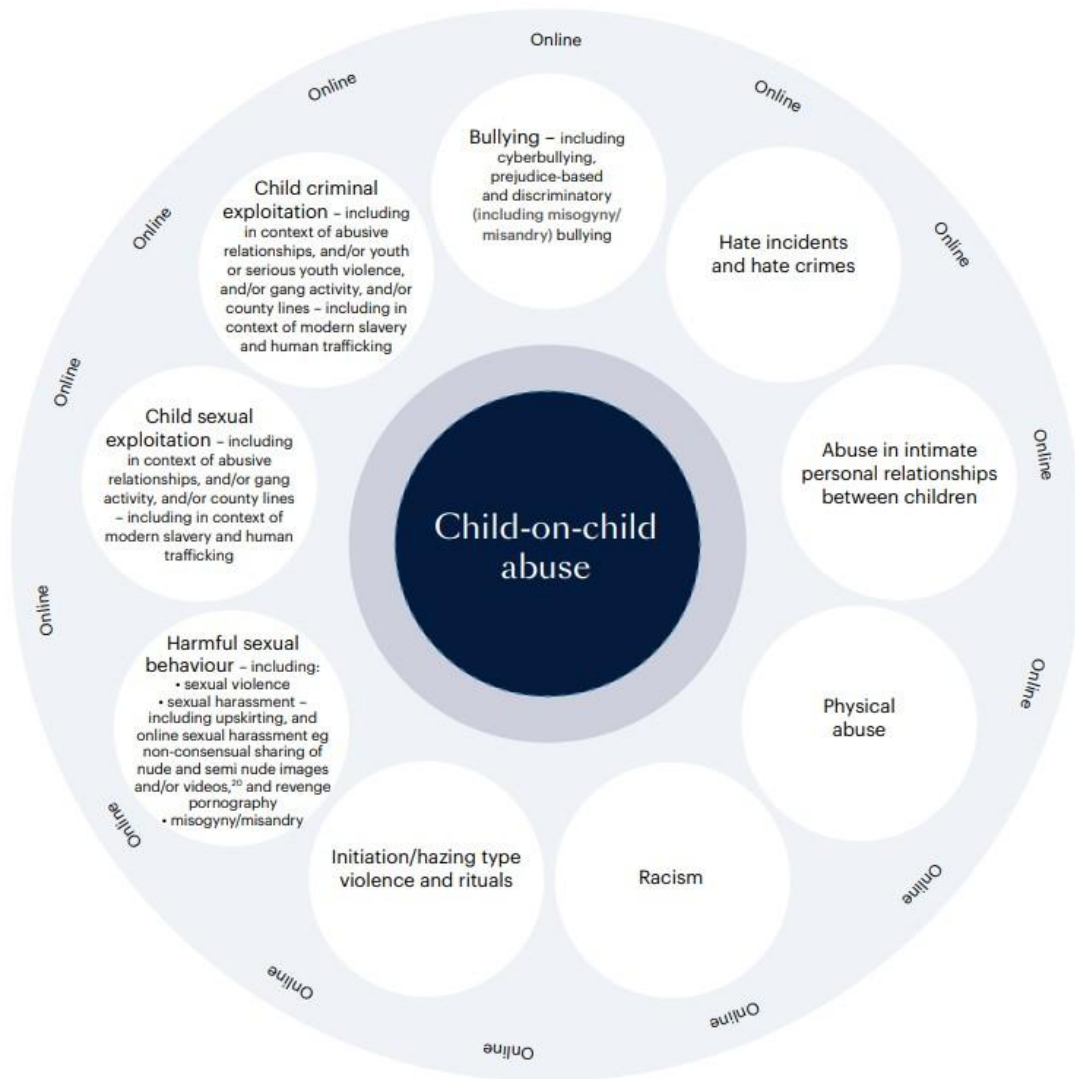 Online
Online
Online
Online
Online
Online
Online
Online
Online
Online
Online
Online
Online
Online
Bullying – including
cyberbullying,
prejudice-based
and discriminatory
(including misogyny/
misandry) bullying
Hate incidents
and hate crimes
Abuse in intimate
personal relationships
between children
Physical
abuse
Racism
Initiation/hazing type
violence and rituals
Harmful sexual
behaviour – including:
• sexual violence
• sexual harassment –
including upskirting, and
online sexual harassment eg
non-consensual sharing of
nude and semi nude images
and/or videos,²⁰ and revenge
pornography
• misogyny/misandry
Child sexual
exploitation – including
in context of abusive
relationships, and/or gang
activity, and/or county lines
– including in context of
modern slavery and human
trafficking
Child criminal
exploitation – including
in context of abusive
relationships, and/or youth
or serious youth violence,
and/or gang activity, and/or
county lines – including in
context of modern slavery
and human trafficking
Child-on-child
abuse